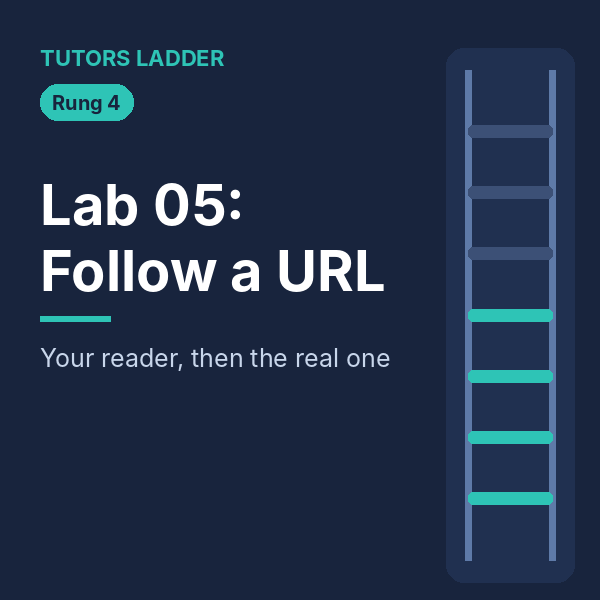 TUTORS LADDER
Rung 4
Lab 05:
Follow a URL
Your reader, then the real one